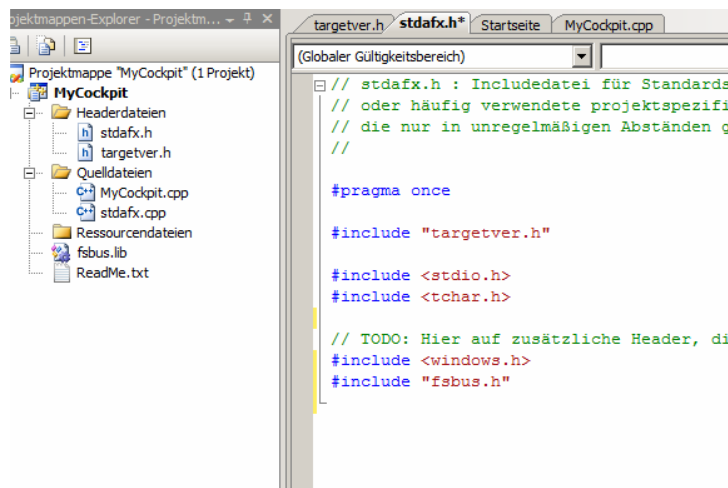 ojektmappen-Explorer - Projektm...
Projektmappe "MyCockpit" (1 Projekt)
MyCockpit
Headerdateien
stdafx.h
targetver.h
Quelldateien
MyCockpit.cpp
stdafx.cpp
Ressourcendateien
fsbus.lib
ReadMe.txt
targetver.h stdafx.h* Startseite MyCockpit.cpp
(Globaler Gültigkeitsbereich)
// stdafx.h : Includedatei für Standards
// oder häufig verwendete projektspezifi
// die nur in unregelmäßigen Abständen g
//
#pragma once
#include "targetver.h"
#include <stdio.h>
#include <tchar.h>
// TODO: Hier auf zusätzliche Header, di
#include <windows.h>
#include "fsbus.h"